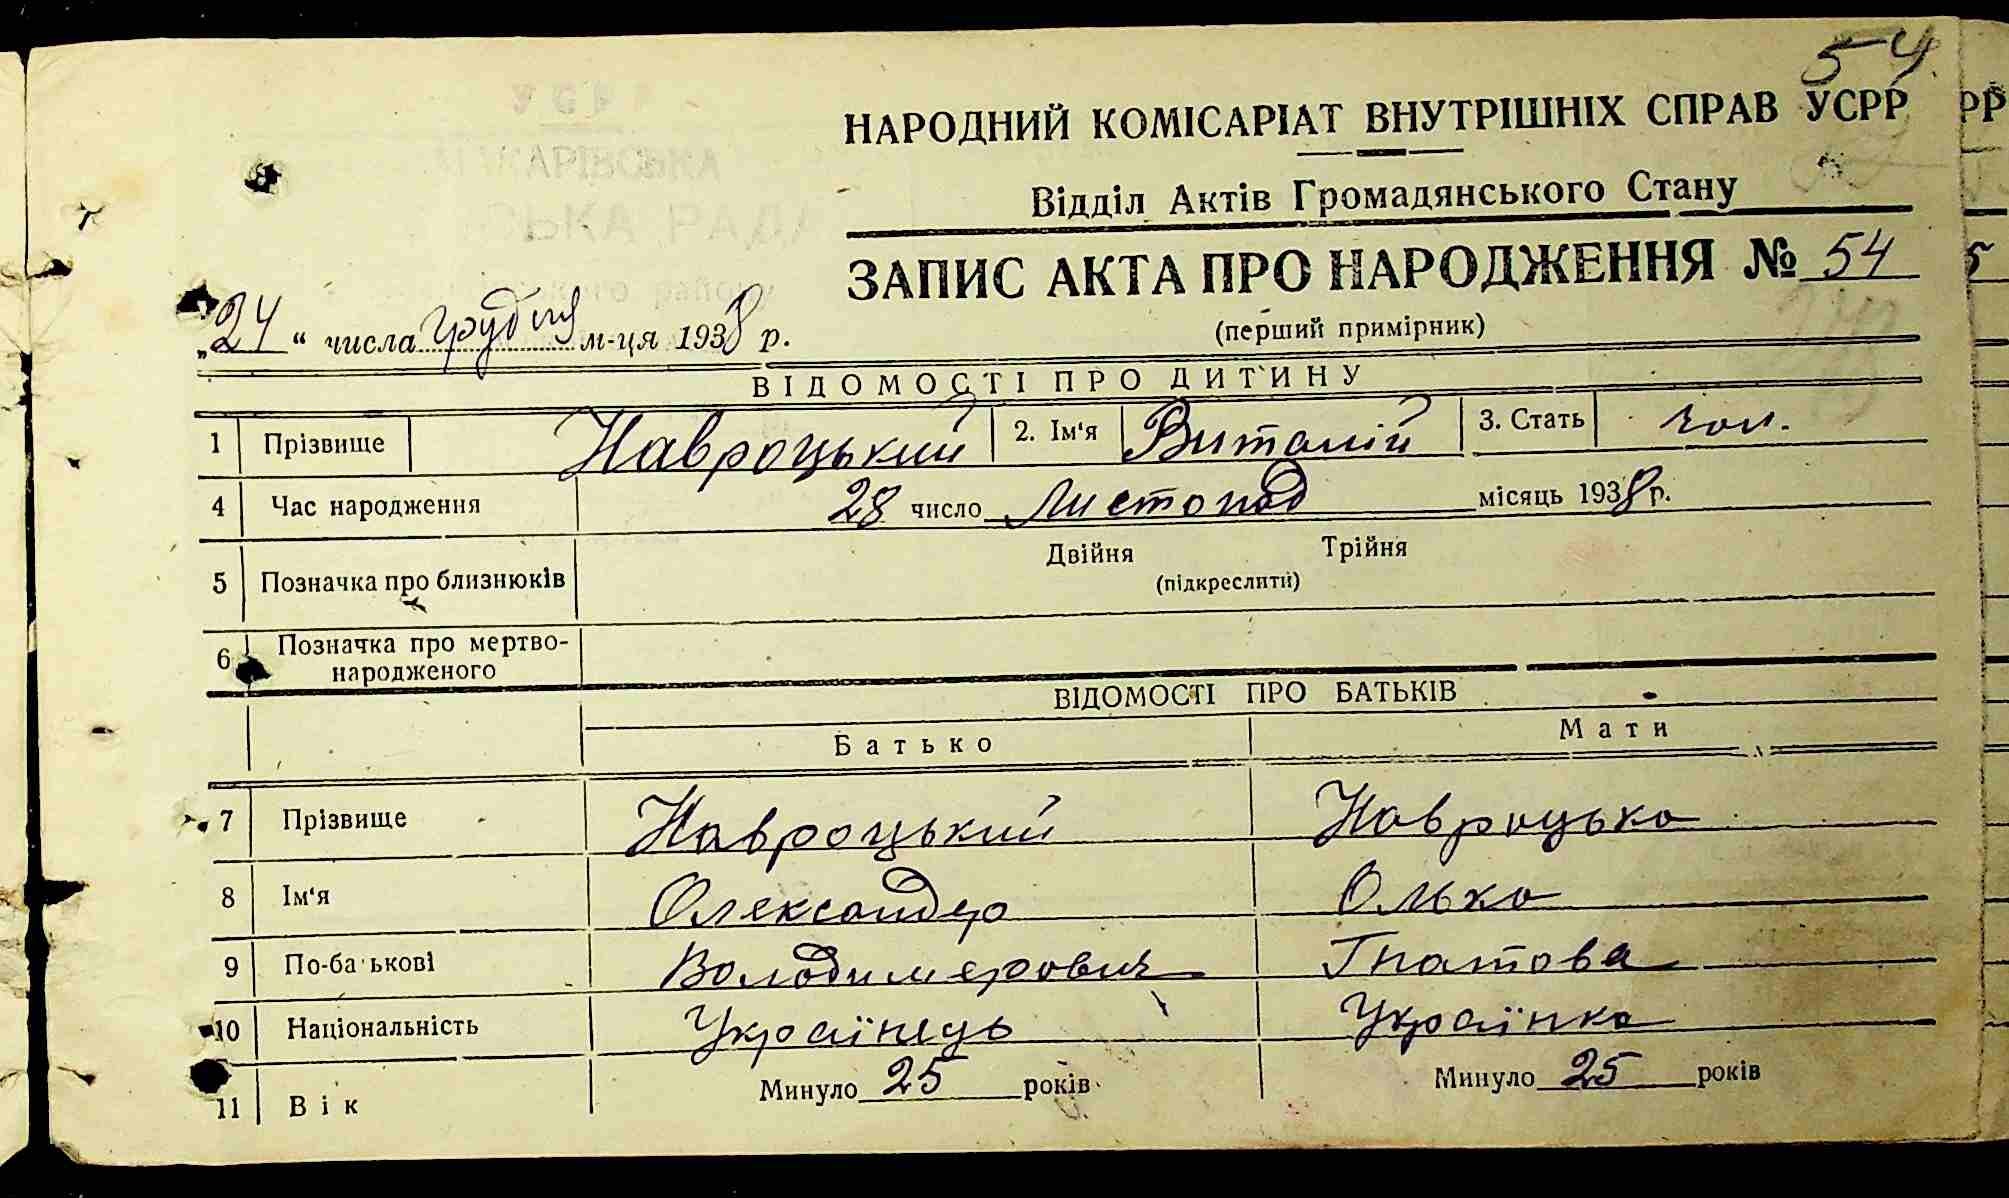 54.
НАРОДНИЙ КОМІСАРІАТ ВНУТРІШНІХ СПРАВ УСРР
Відділ Актів Громадянського Стану
ЗАПИС АКТА ПРО НАРОДЖЕННЯ № 54
(перший примірник)
„24“ числа грудня м-ця 1938 р.
ВІДОМОСТІ ПРО ДИТИНУ
1 Прізвище Навроцький 2. Ім'я Виталій 3. Стать чол.
4 Час народження 28 число Листопад місяць 1938 р.
5 Позначка про близнюків Двійня Трійня
(підкреслити)
6 Позначка про мертво-
народженого
ВІДОМОСТІ ПРО БАТЬКІВ
Батько Мати
7 Прізвище Навроцький Навроцька
8 Ім'я Олександр Ольха
9 По-батькові Володимерович Гнатова
10 Національність Українець Українка
11 Вік Минуло 25 років Минуло 25 років